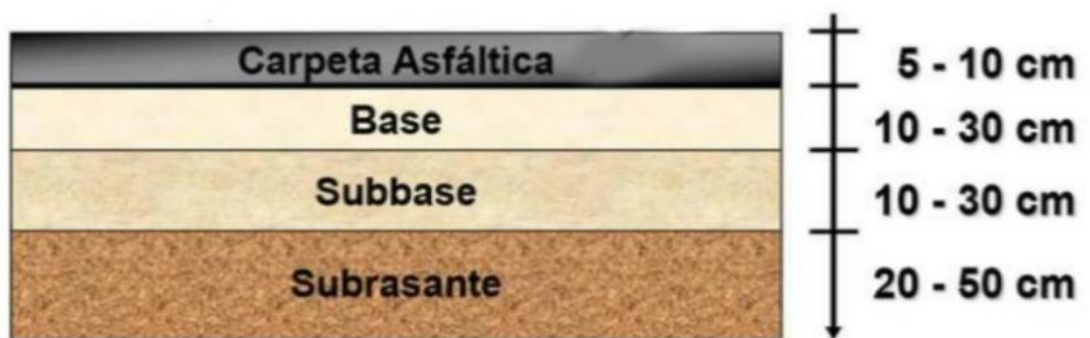 Carpeta Asfáltica
5 - 10 cm
Base
10 - 30 cm
Subbase
10 - 30 cm
Subrasante
20 - 50 cm